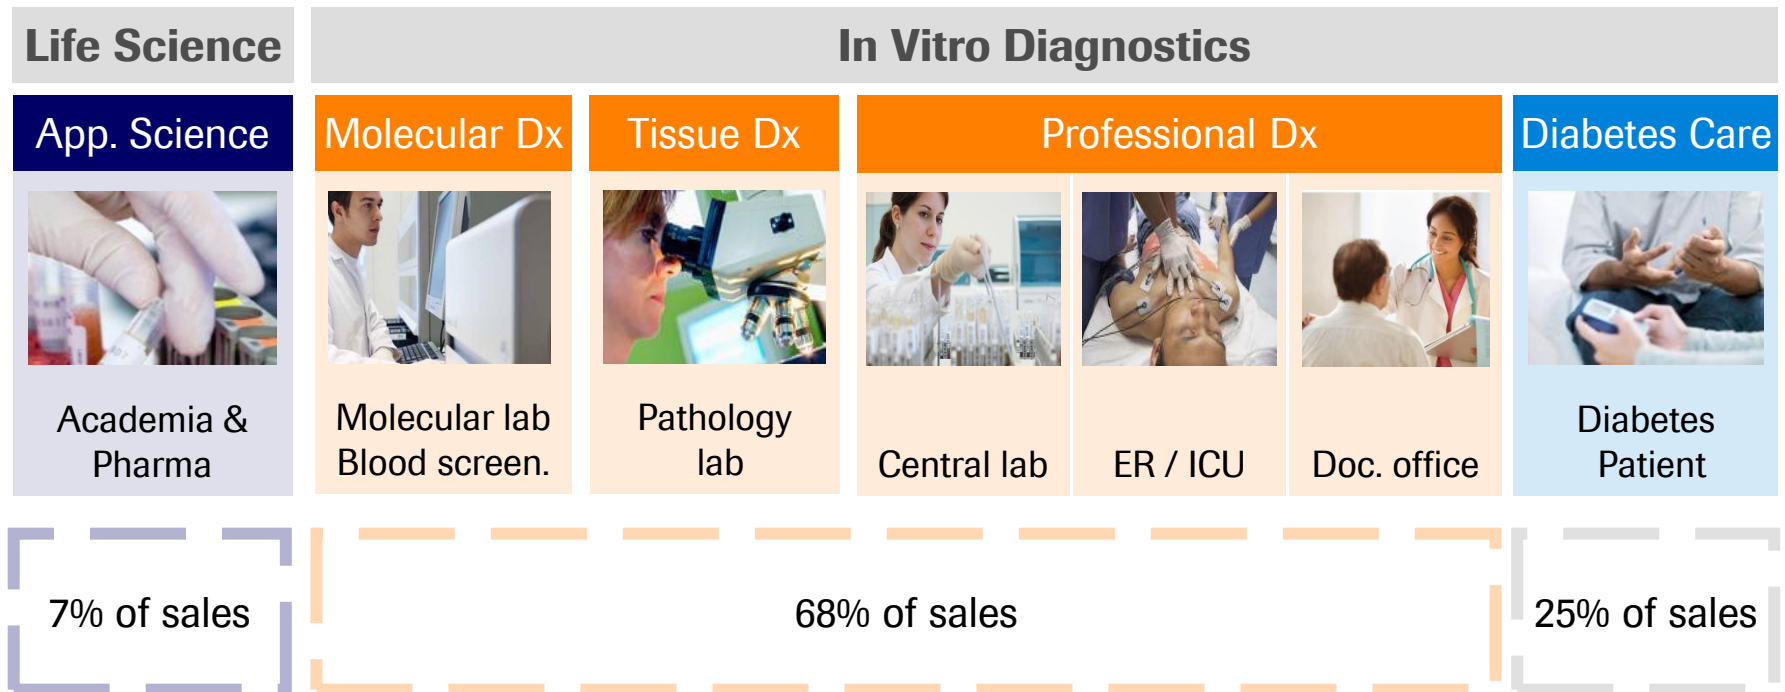 Life Science
In Vitro Diagnostics
App. Science
Molecular Dx
Tissue Dx
Professional Dx
Diabetes Care
Academia &
Pharma
Molecular lab
Blood screen.
Pathology
lab
Central lab
ER / ICU
Doc. office
Diabetes
Patient
7% of sales
68% of sales
25% of sales